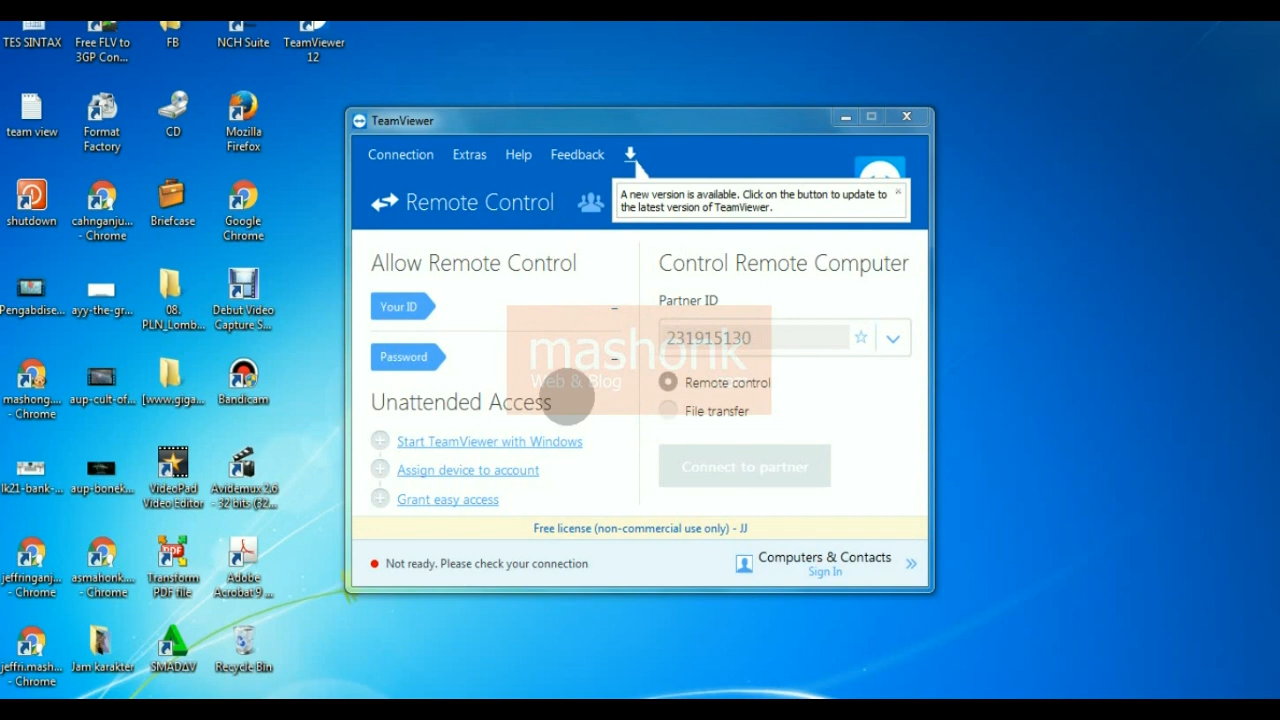 TES SINTAX
Free FLV to
3GP Con...
FB
NCH Suite
TeamViewer
12
team view
Format
Factory
CD
Mozilla
Firefox
shutdown
cahnganju...
- Chrome
Briefcase
Google
Chrome
Pengabdise...
ayy-the-gr...
08.
PLN_Lomb...
Debut Video
Capture S...
mashong....
- Chrome
aup-cult-of...
[www.giga...
Bandicam
lk21-bank-...
aup-bonek...
VideoPad
Video Editor
Avidemux 2.6
- 32 bits (32...
jeffringanj...
- Chrome
asmahonk...
- Chrome
Transform
PDF file
Adobe
Acrobat 9 ...
jeffri.mash...
- Chrome
Jam karakter
SMADAV
Recycle Bin
TeamViewer
Connection Extras Help Feedback
A new version is available. Click on the button to update to
the latest version of TeamViewer.
Remote Control
Allow Remote Control
Your ID
–
Password
–
Unattended Access
Start TeamViewer with Windows
Assign device to account
Grant easy access
Control Remote Computer
Partner ID
231915130
Remote control
File transfer
Connect to partner
mashonk
Web & Blog
Free license (non-commercial use only) - JJ
Not ready. Please check your connection
Computers & Contacts
Sign In